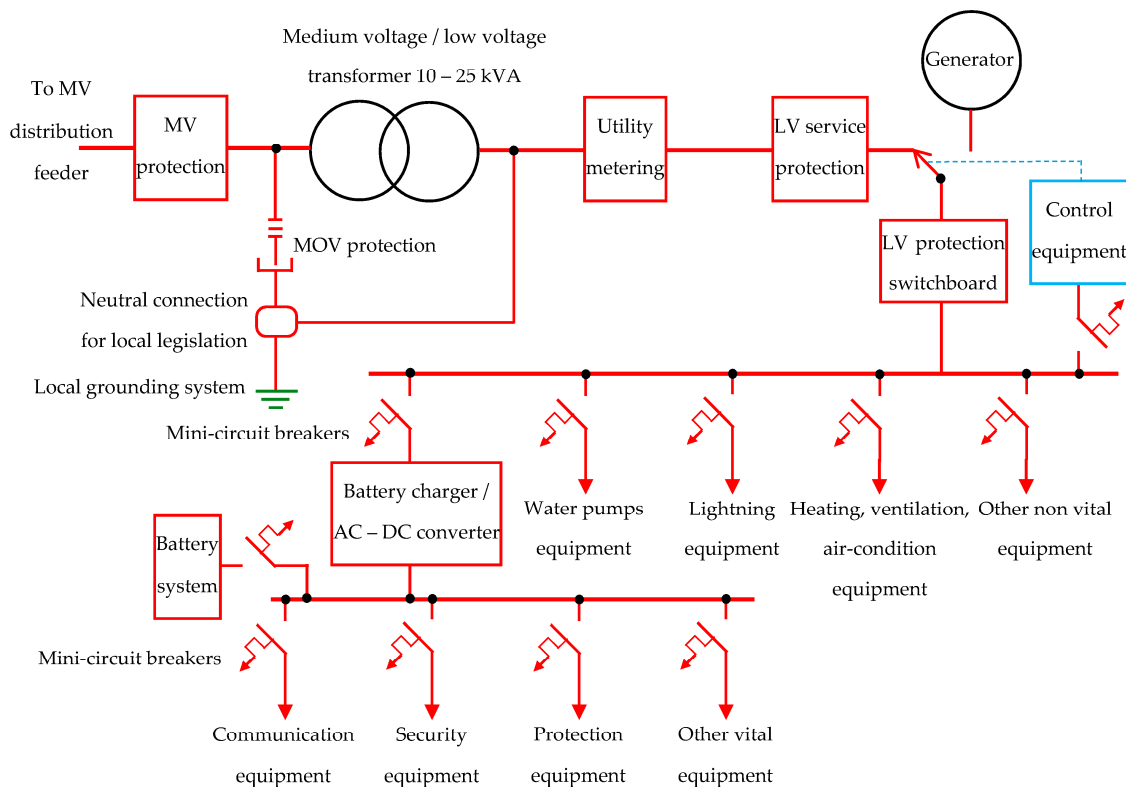 Medium voltage / low voltage
transformer 10 – 25 kVA
Generator
To MV
distribution
feeder
MV
protection
Utility
metering
LV service
protection
Control
equipment
MOV protection
LV protection
switchboard
Neutral connection
for local legislation
Local grounding system
Mini-circuit breakers
Battery charger /
AC – DC converter
Water pumps
equipment
Lightning
equipment
Heating, ventilation,
air-condition
equipment
Other non vital
equipment
Battery
system
Mini-circuit breakers
Communication
equipment
Security
equipment
Protection
equipment
Other vital
equipment